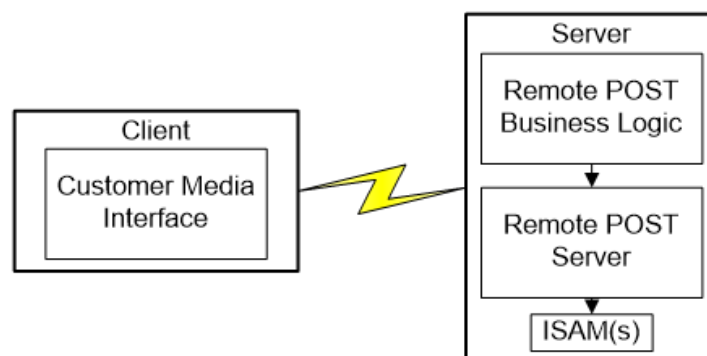 Client
Customer Media
Interface
Server
Remote POST
Business Logic
Remote POST
Server
ISAM(s)